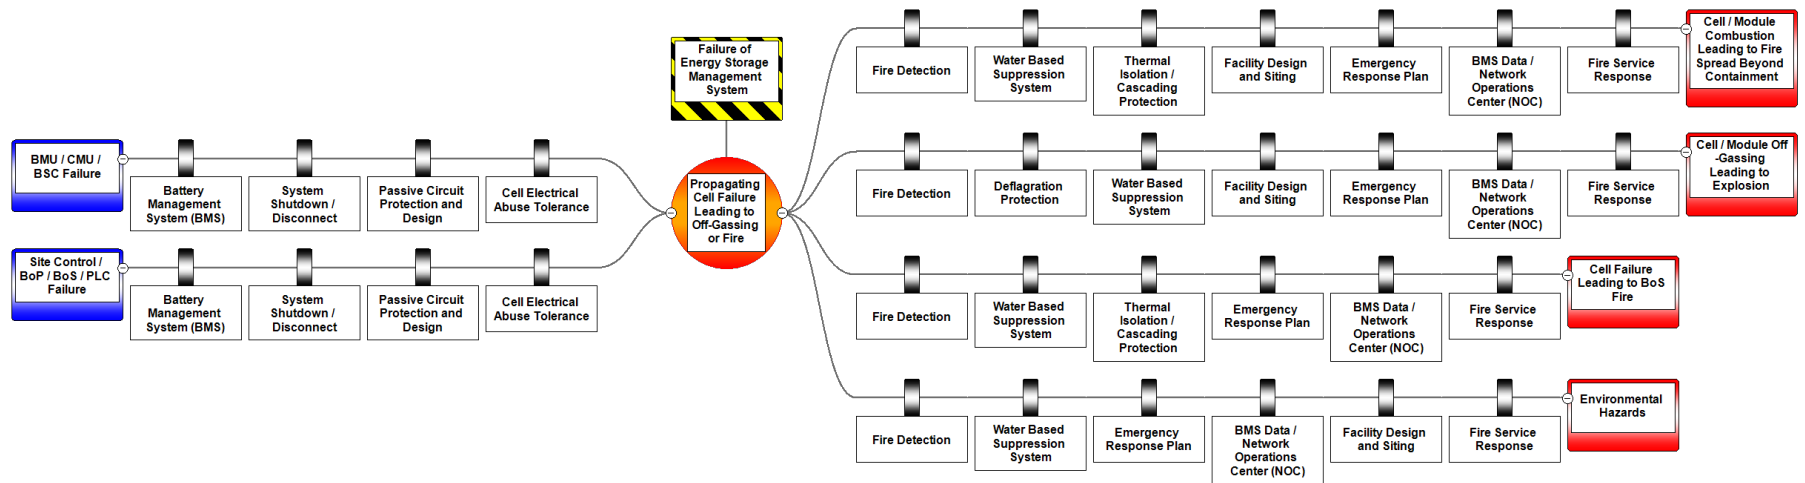 Failure of
Energy Storage
Management
System
BMU / CMU /
BSC Failure
Battery
Management
System (BMS)
System
Shutdown /
Disconnect
Passive Circuit
Protection and
Design
Cell Electrical
Abuse Tolerance
Site Control /
BoP / BoS / PLC
Failure
Battery
Management
System (BMS)
System
Shutdown /
Disconnect
Passive Circuit
Protection and
Design
Cell Electrical
Abuse Tolerance
Propagating
Cell Failure
Leading to
Off-Gassing
or Fire
Fire Detection
Water Based
Suppression
System
Thermal
Isolation /
Cascading
Protection
Facility Design
and Siting
Emergency
Response Plan
BMS Data /
Network
Operations
Center (NOC)
Fire Service
Response
Cell / Module
Combustion
Leading to Fire
Spread Beyond
Containment
Fire Detection
Deflagration
Protection
Water Based
Suppression
System
Facility Design
and Siting
Emergency
Response Plan
BMS Data /
Network
Operations
Center (NOC)
Fire Service
Response
Cell / Module Off
-Gassing
Leading to
Explosion
Fire Detection
Water Based
Suppression
System
Thermal
Isolation /
Cascading
Protection
Emergency
Response Plan
BMS Data /
Network
Operations
Center (NOC)
Fire Service
Response
Cell Failure
Leading to BoS
Fire
Fire Detection
Water Based
Suppression
System
Emergency
Response Plan
BMS Data /
Network
Operations
Center (NOC)
Facility Design
and Siting
Fire Service
Response
Environmental
Hazards